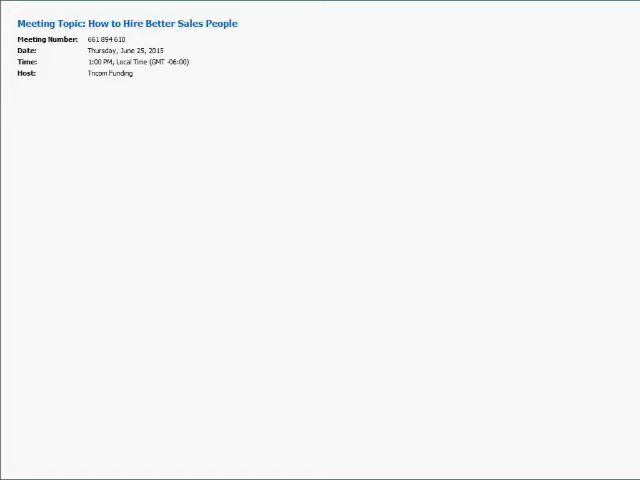 Meeting Topic: How to Hire Better Sales People
Meeting Number: 661 894 610
Date: Thursday, June 25, 2015
Time: 1:00 PM, Local Time (GMT -06:00)
Host: Tricom Funding